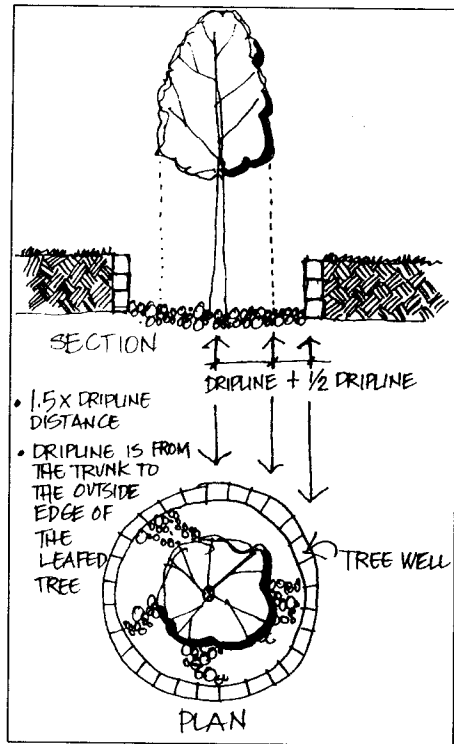 SECTION
DRIPLINE + 1/2 DRIPLINE
• 1.5 X DRIPLINE
DISTANCE
• DRIPLINE IS FROM
THE TRUNK TO
THE OUTSIDE
EDGE OF
THE
LEAFED
TREE
TREE WELL
PLAN